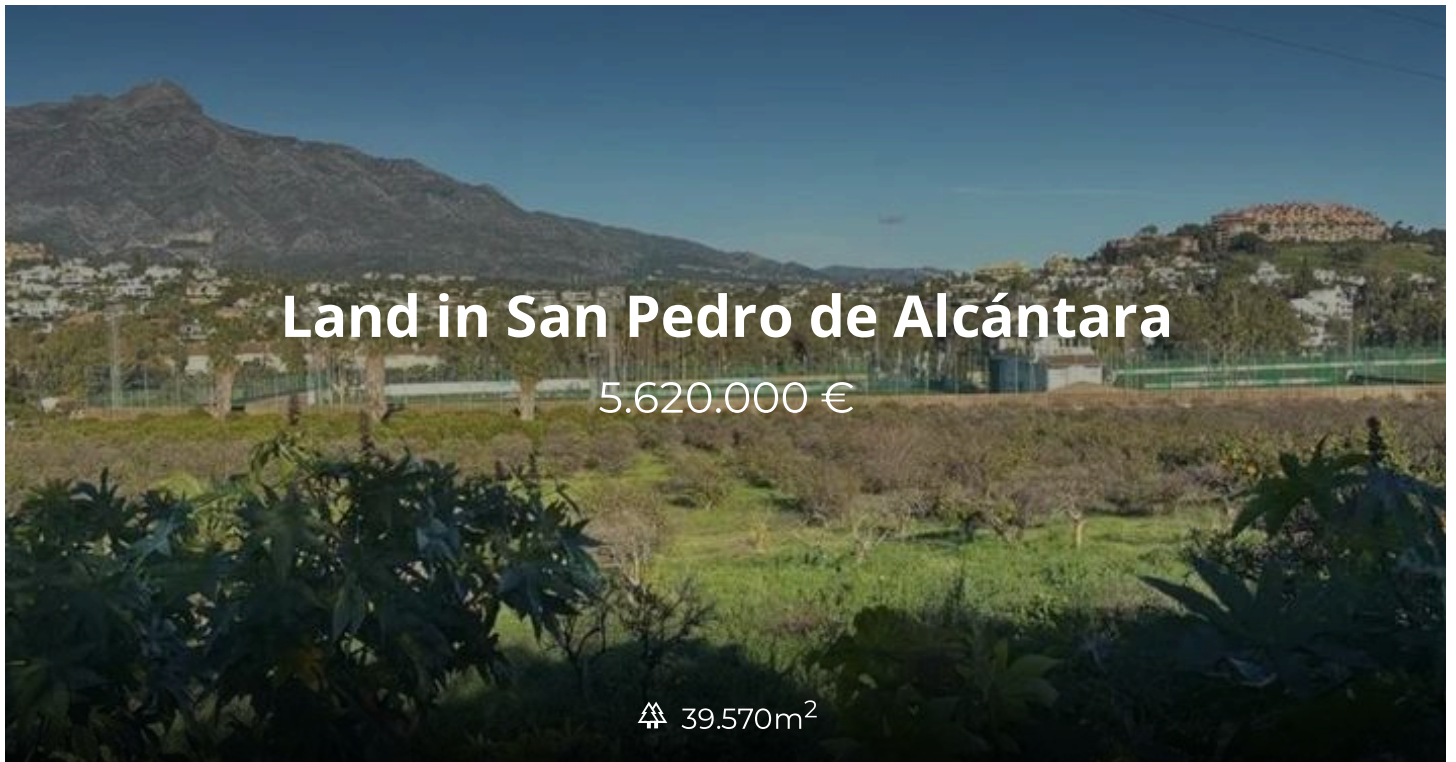 Land in San Pedro de Alcántara
5.620.000 €
39.570m²